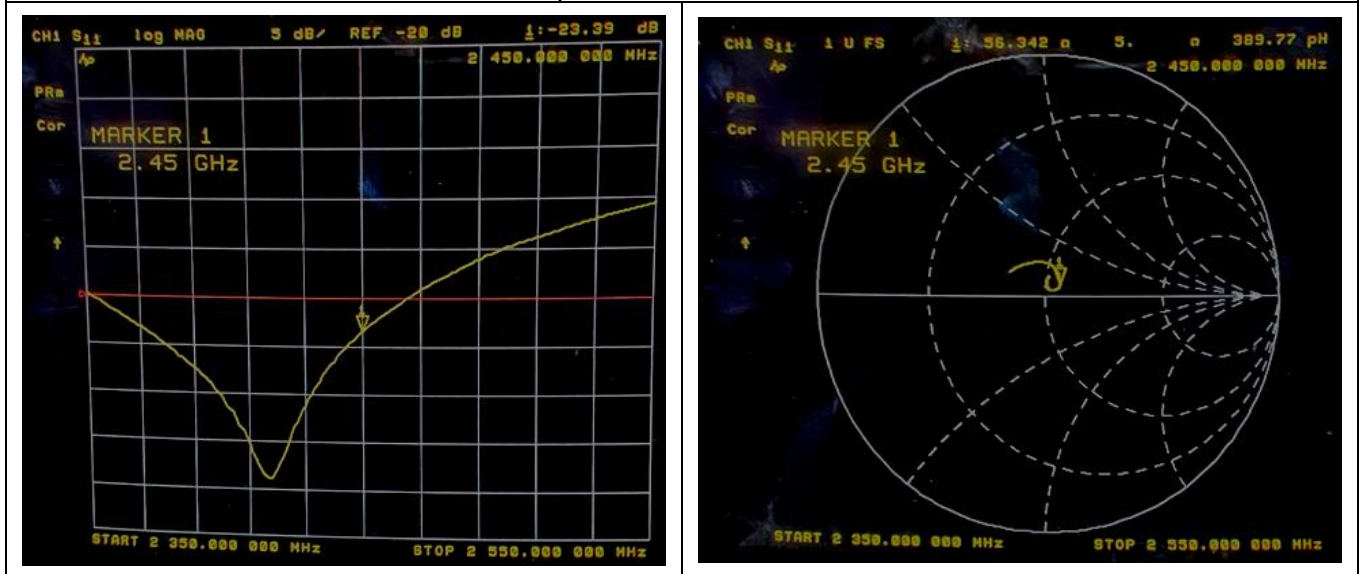 CH1 S11 log MAG 5 dB/ REF -20 dB 1:-23.39 dB
2 450.000 000 MHz
PRm
Cor
MARKER 1
2.45 GHz
START 2 350.000 000 MHz STOP 2 550.000 000 MHz
CH1 S11 1 U FS 1: 56.342 Ω 5. Ω 389.77 pH
2 450.000 000 MHz
PRm
Cor
MARKER 1
2.45 GHz
START 2 350.000 000 MHz STOP 2 550.000 000 MHz